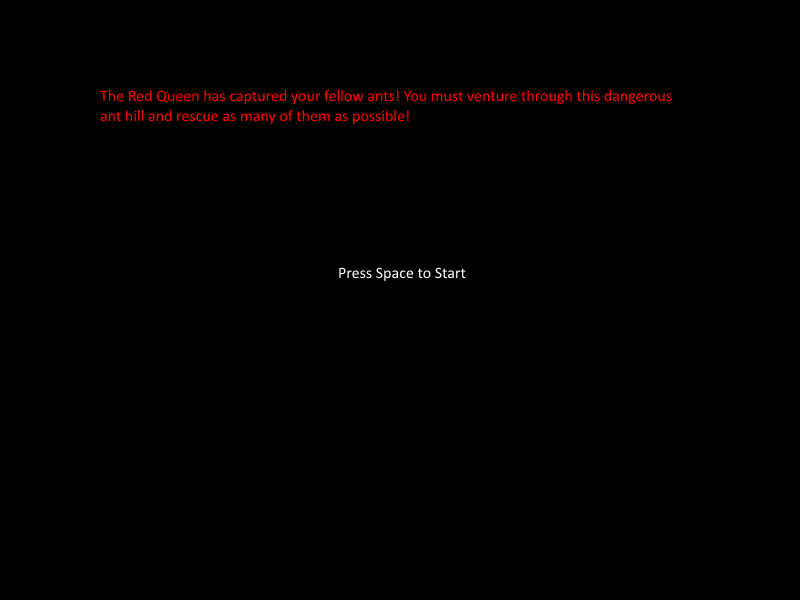 The Red Queen has captured your fellow ants! You must venture through this dangerous
ant hill and rescue as many of them as possible!
Press Space to Start